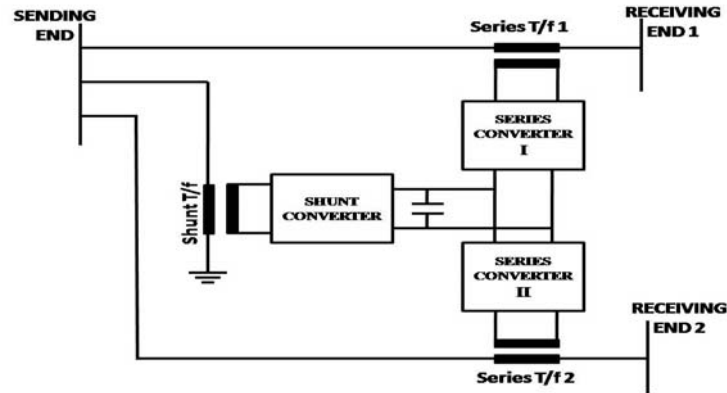 SENDING
END
Series T/f 1
RECEIVING
END 1
SERIES
CONVERTER
I
Shunt T/f
SHUNT
CONVERTER
SERIES
CONVERTER
II
RECEIVING
END 2
Series T/f 2